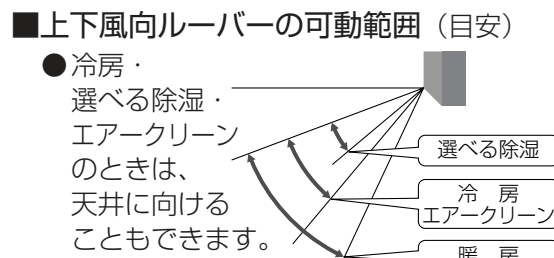 ■上下風向ルーバーの可動範囲（目安）
●冷房・
選べる除湿・
エアークリーン
のときは、
天井に向ける
こともできます。
選べる除湿
冷　房
エアークリーン
暖　房